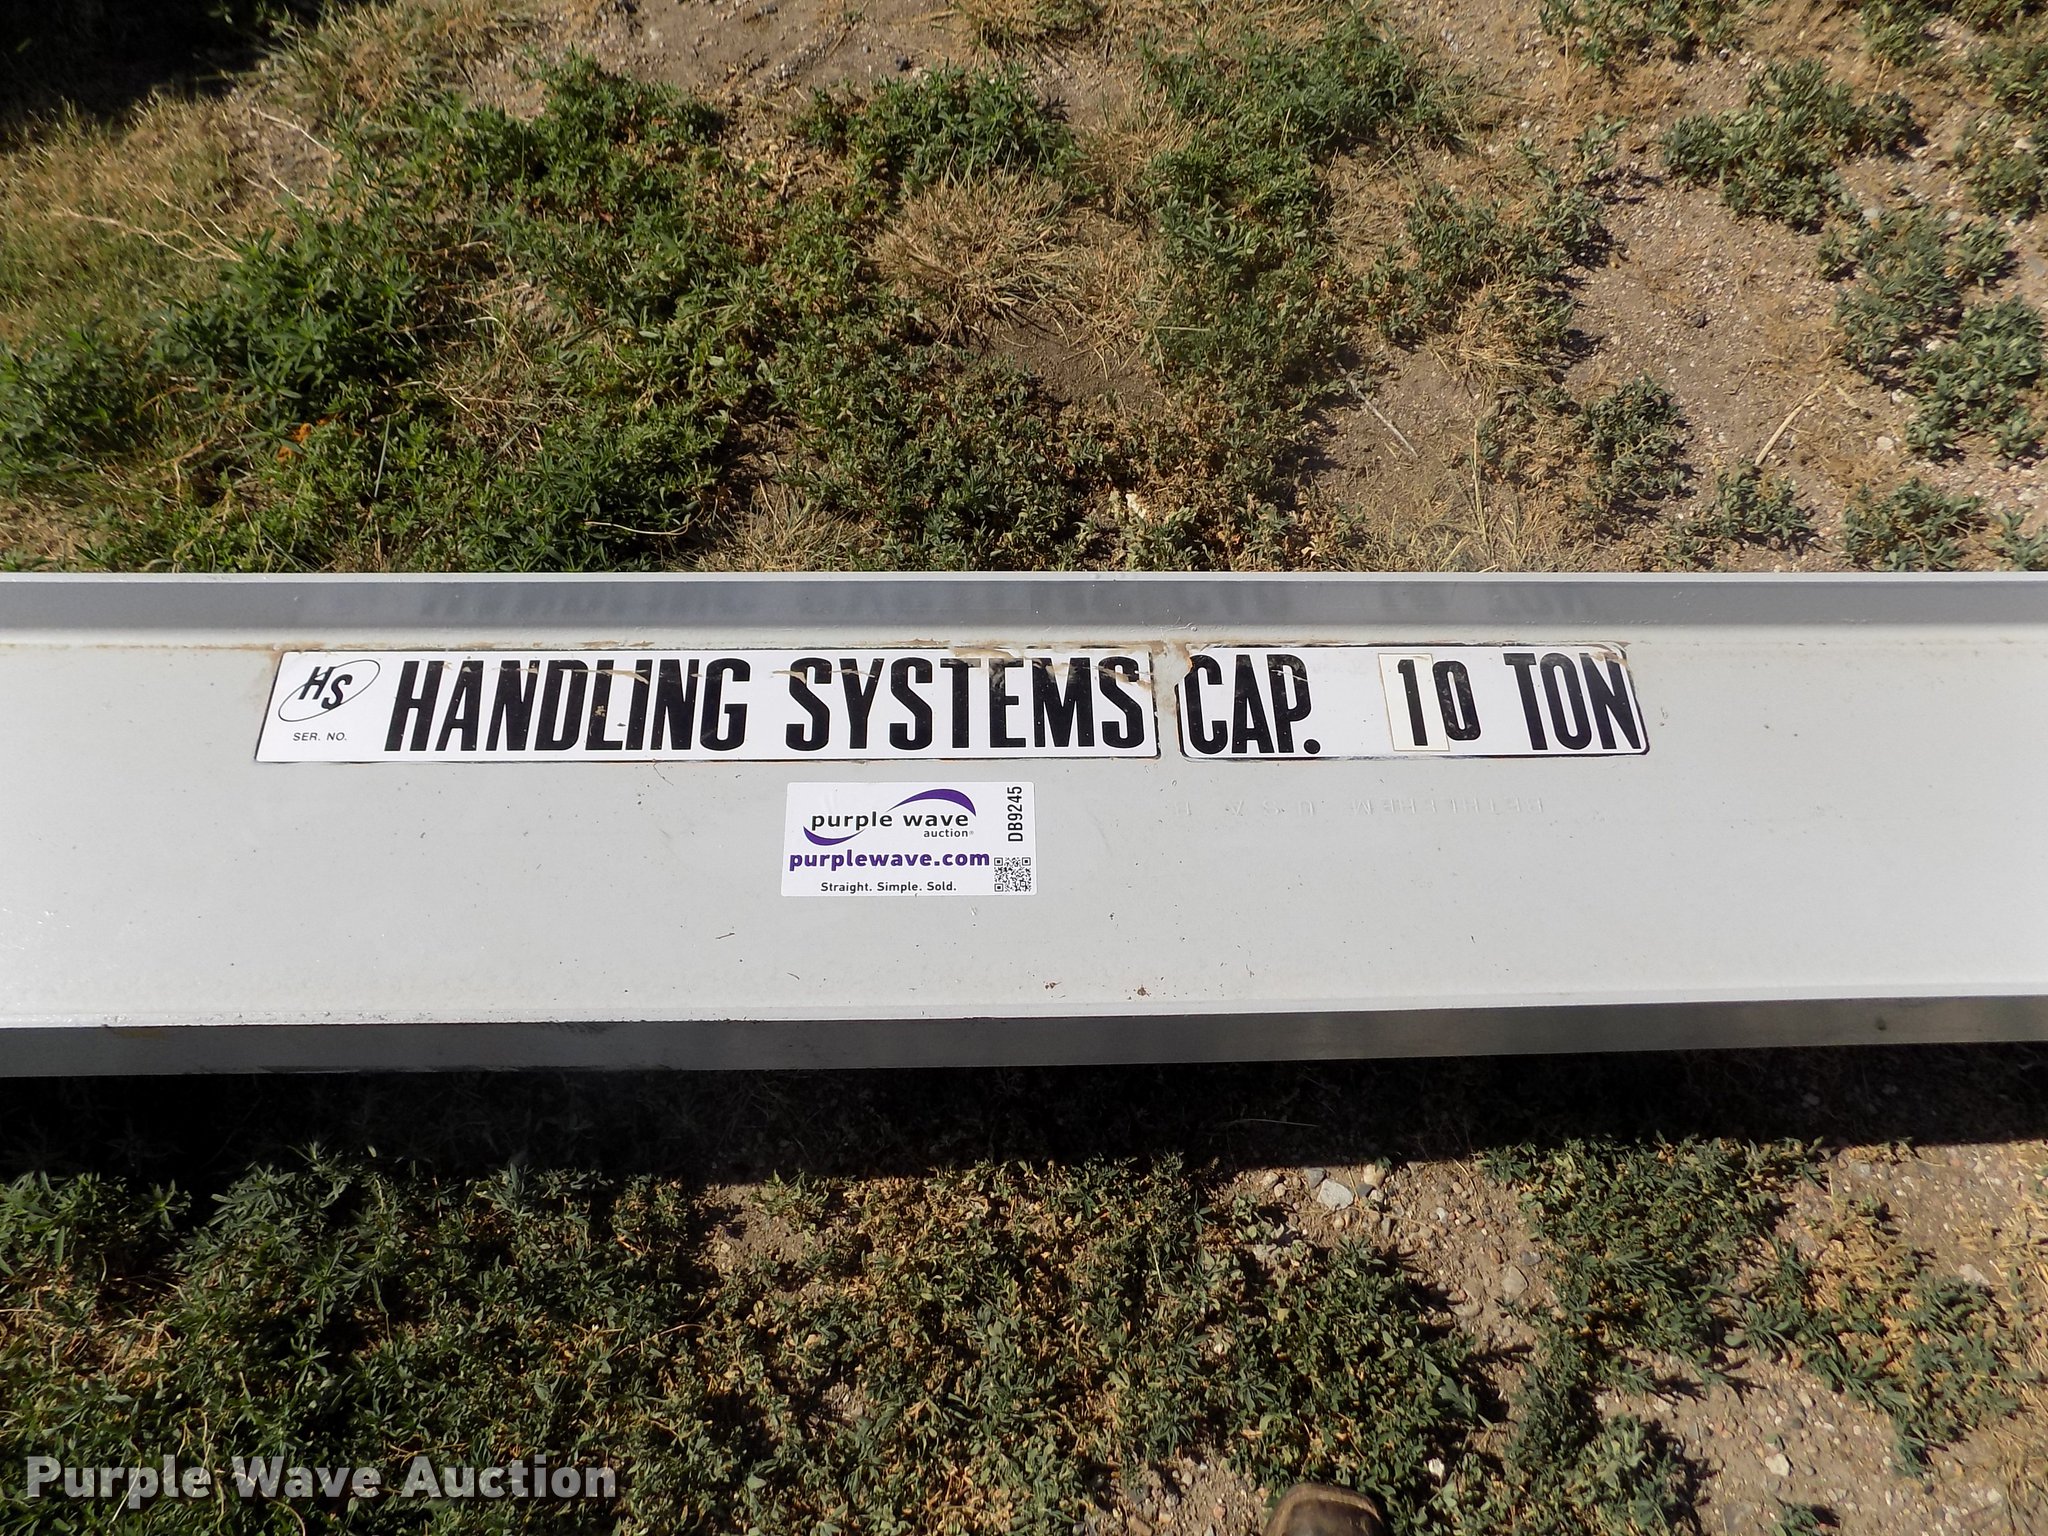 HS
SER. NO.
HANDLING SYSTEMS
CAP. 10 TON
purple wave
auction®
purplewave.com
Straight. Simple. Sold.
DB9245
BETHLEHEM U S A
Purple Wave Auction